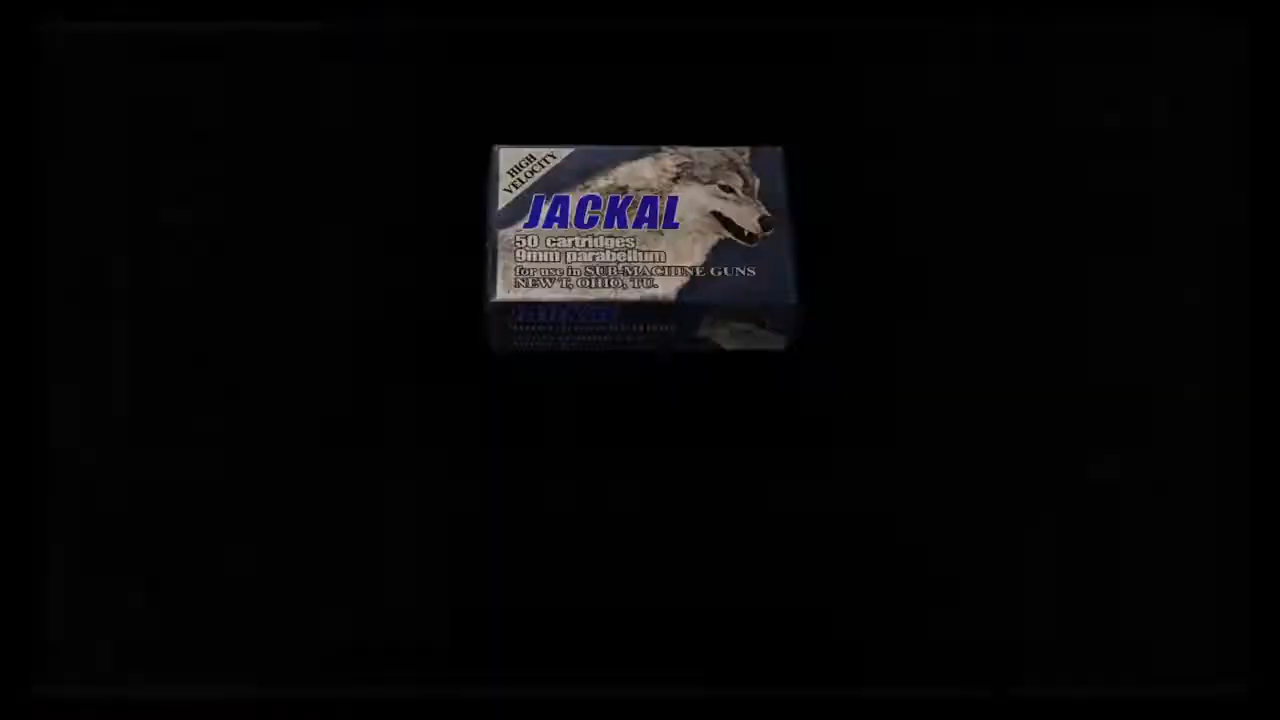 HIGH
VELOCITY
JACKAL
50 cartridges
9mm parabellum
for use in SUB-MACHINE GUNS
NEW T, OHIO, TU.